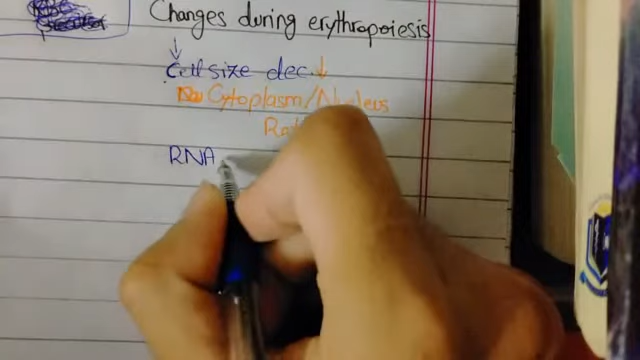 Changes during erythropoiesis
Cell size dec. ↓
Cytoplasm/Nucleus
RNA